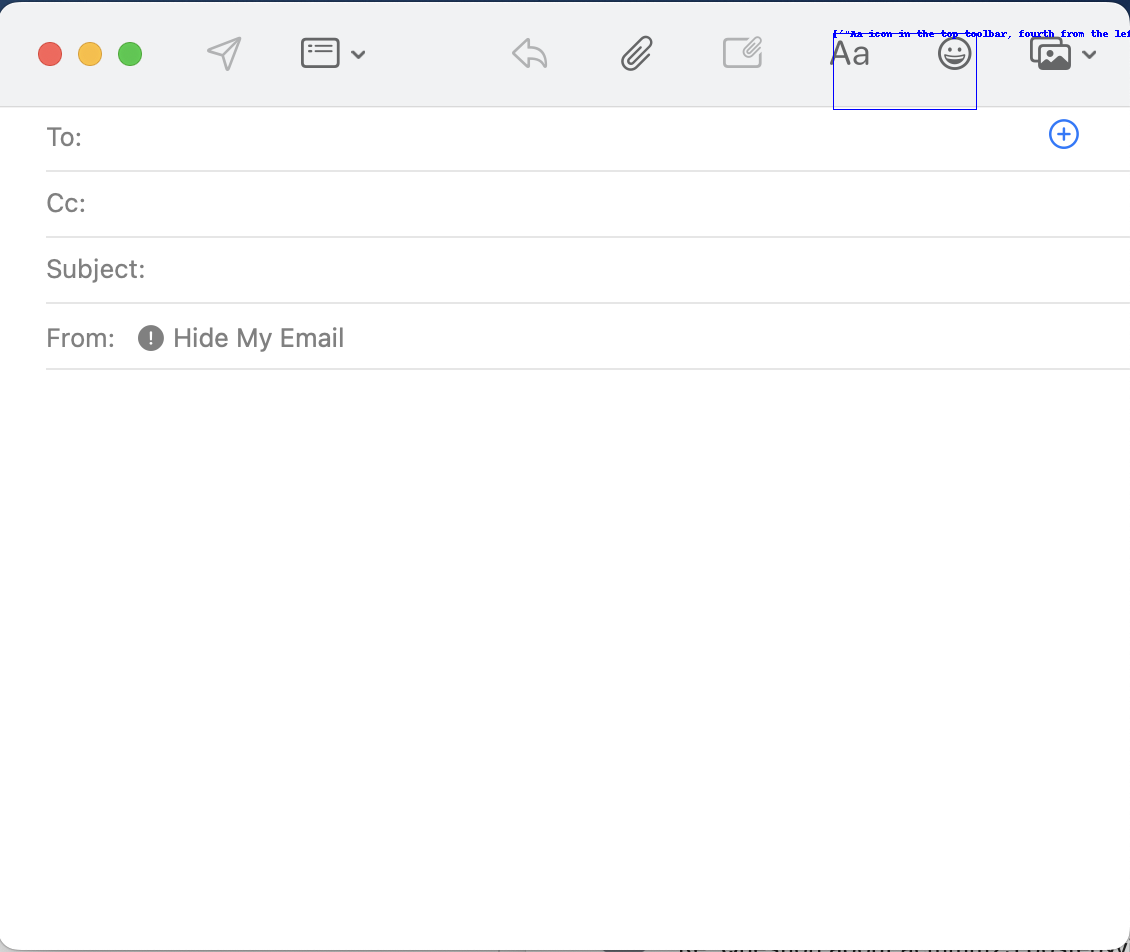 {'"Aa icon in the top toolbar, fourth from the lef
Aa
To:
Cc:
Subject:
From: ! Hide My Email